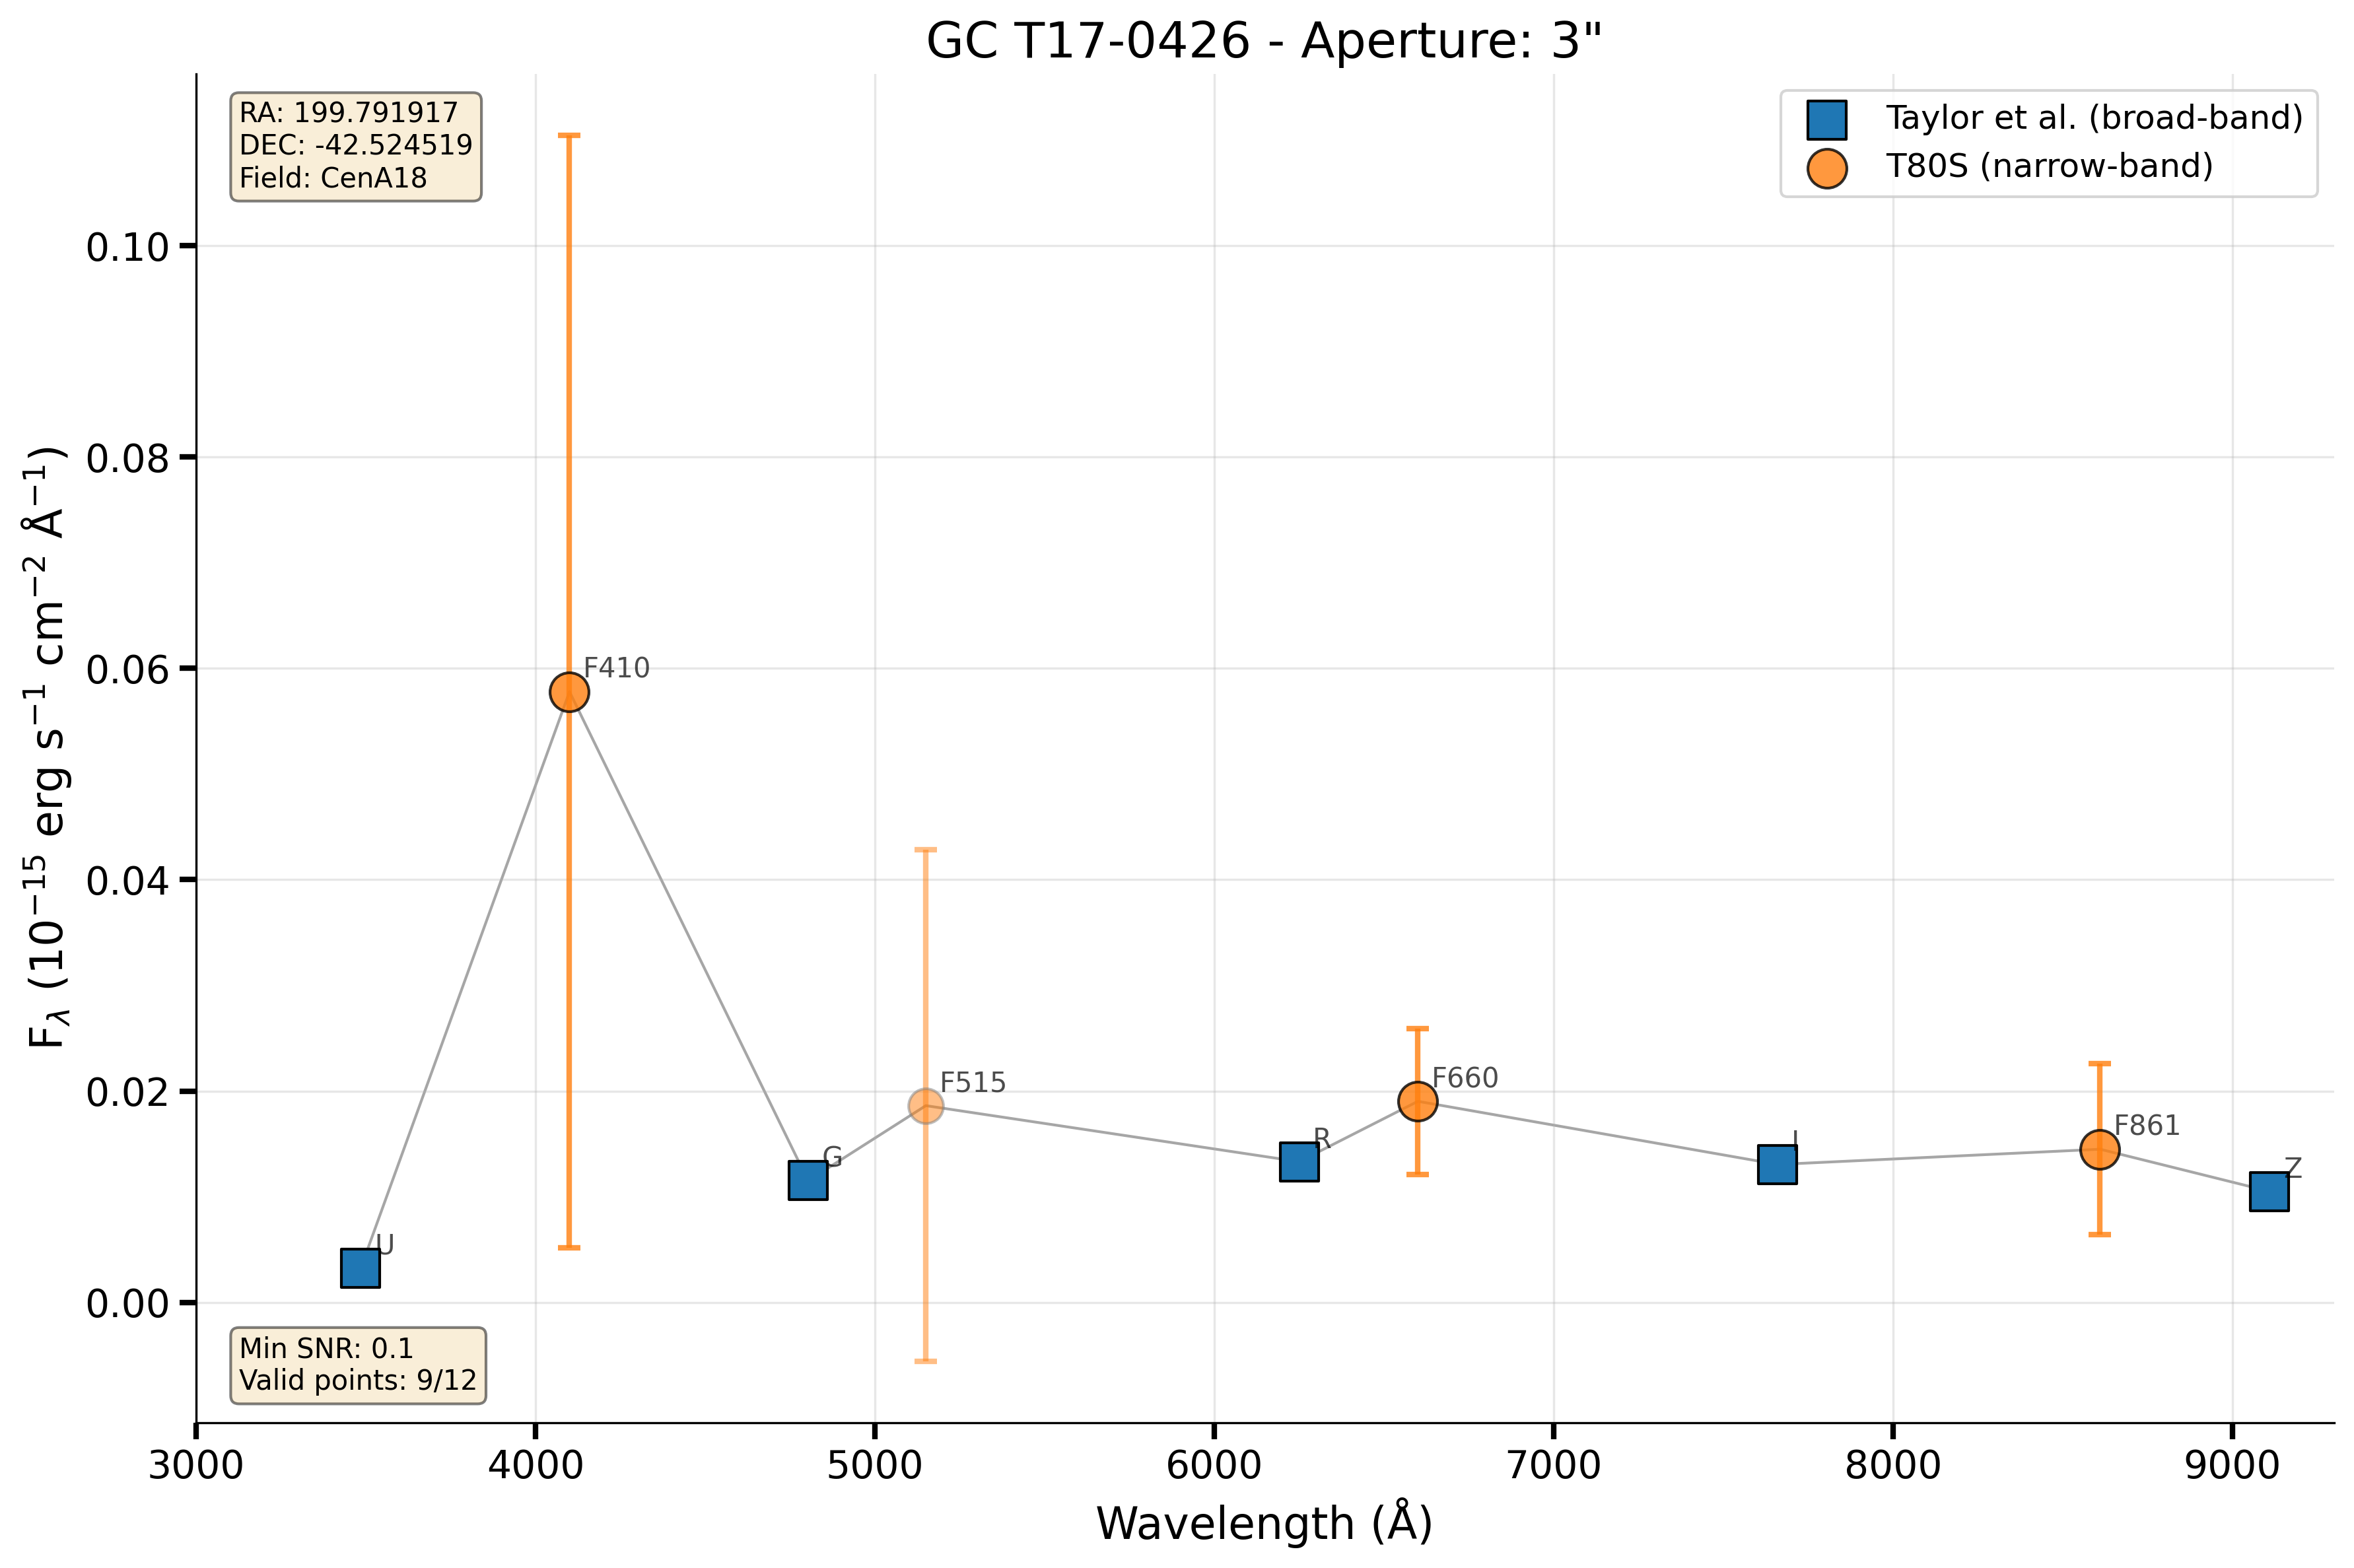 GC T17-0426 - Aperture: 3"
RA: 199.791917
DEC: -42.524519
Field: CenA18
Taylor et al. (broad-band)
T80S (narrow-band)
0.10
0.08
0.06
0.04
0.02
0.00
F_λ (10⁻¹⁵ erg s⁻¹ cm⁻² Å⁻¹)
F410
F515
F660
F861
U
G
R
I
Z
Min SNR: 0.1
Valid points: 9/12
3000 4000 5000 6000 7000 8000 9000
Wavelength (Å)